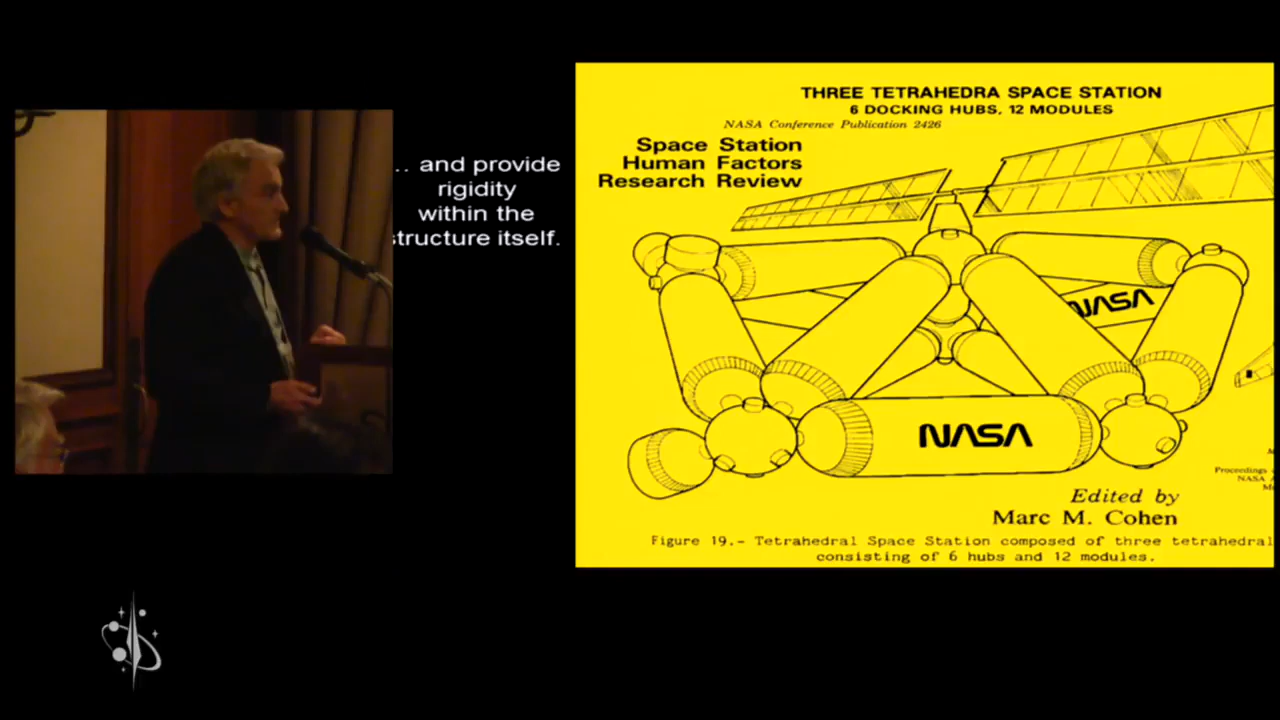 .. and provide
rigidity
within the
structure itself.
THREE TETRAHEDRA SPACE STATION
6 DOCKING HUBS, 12 MODULES
NASA Conference Publication 2426
Space Station
Human Factors
Research Review
NASA
NASA
Edited by
Marc M. Cohen
Proceedings
NASA
Figure 19.- Tetrahedral Space Station composed of three tetrahedral
consisting of 6 hubs and 12 modules.